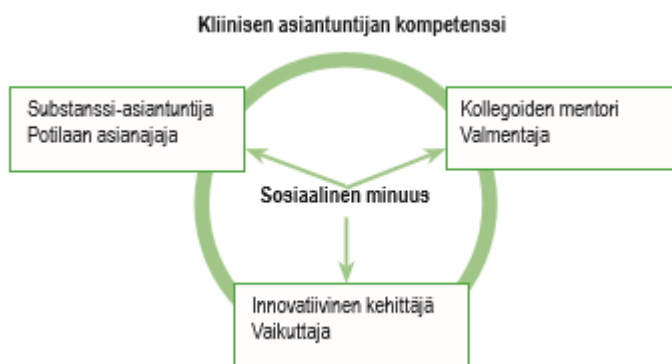 Kliinisen asiantuntijan kompetenssi
Substanssi-asiantuntija
Potilaan asianajaja
Kollegoiden mentori
Valmentaja
Sosiaalinen minuus
Innovatiivinen kehittäjä
Vaikuttaja